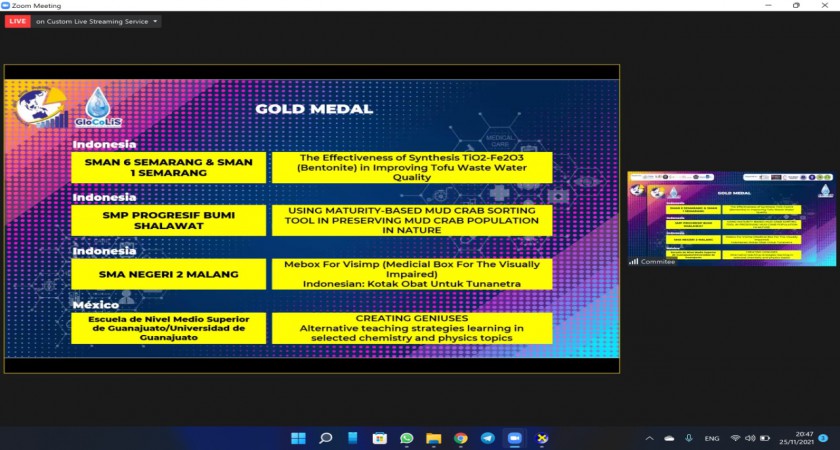 Zoom Meeting
LIVE on Custom Live Streaming Service
GloCoLiS
GOLD MEDAL
MEDICAL
CARE
Indonesia
SMAN 6 SEMARANG & SMAN
1 SEMARANG
The Effectiveness of Synthesis TiO2-Fe2O3
(Bentonite) in Improving Tofu Waste Water
Quality
Indonesia
SMP PROGRESIF BUMI
SHALAWAT
USING MATURITY-BASED MUD CRAB SORTING
TOOL IN PRESERVING MUD CRAB POPULATION
IN NATURE
Indonesia
SMA NEGERI 2 MALANG
Mebox For Visimp (Medicial Box For The Visually
Impaired)
Indonesian: Kotak Obat Untuk Tunanetra
México
Escuela de Nivel Medio Superior
de Guanajuato/Universidad de
Guanajuato
CREATING GENIUSES
Alternative teaching strategies learning in
selected chemistry and physics topics
GOLD MEDAL
Commitee
ENG
20:47
25/11/2021
3